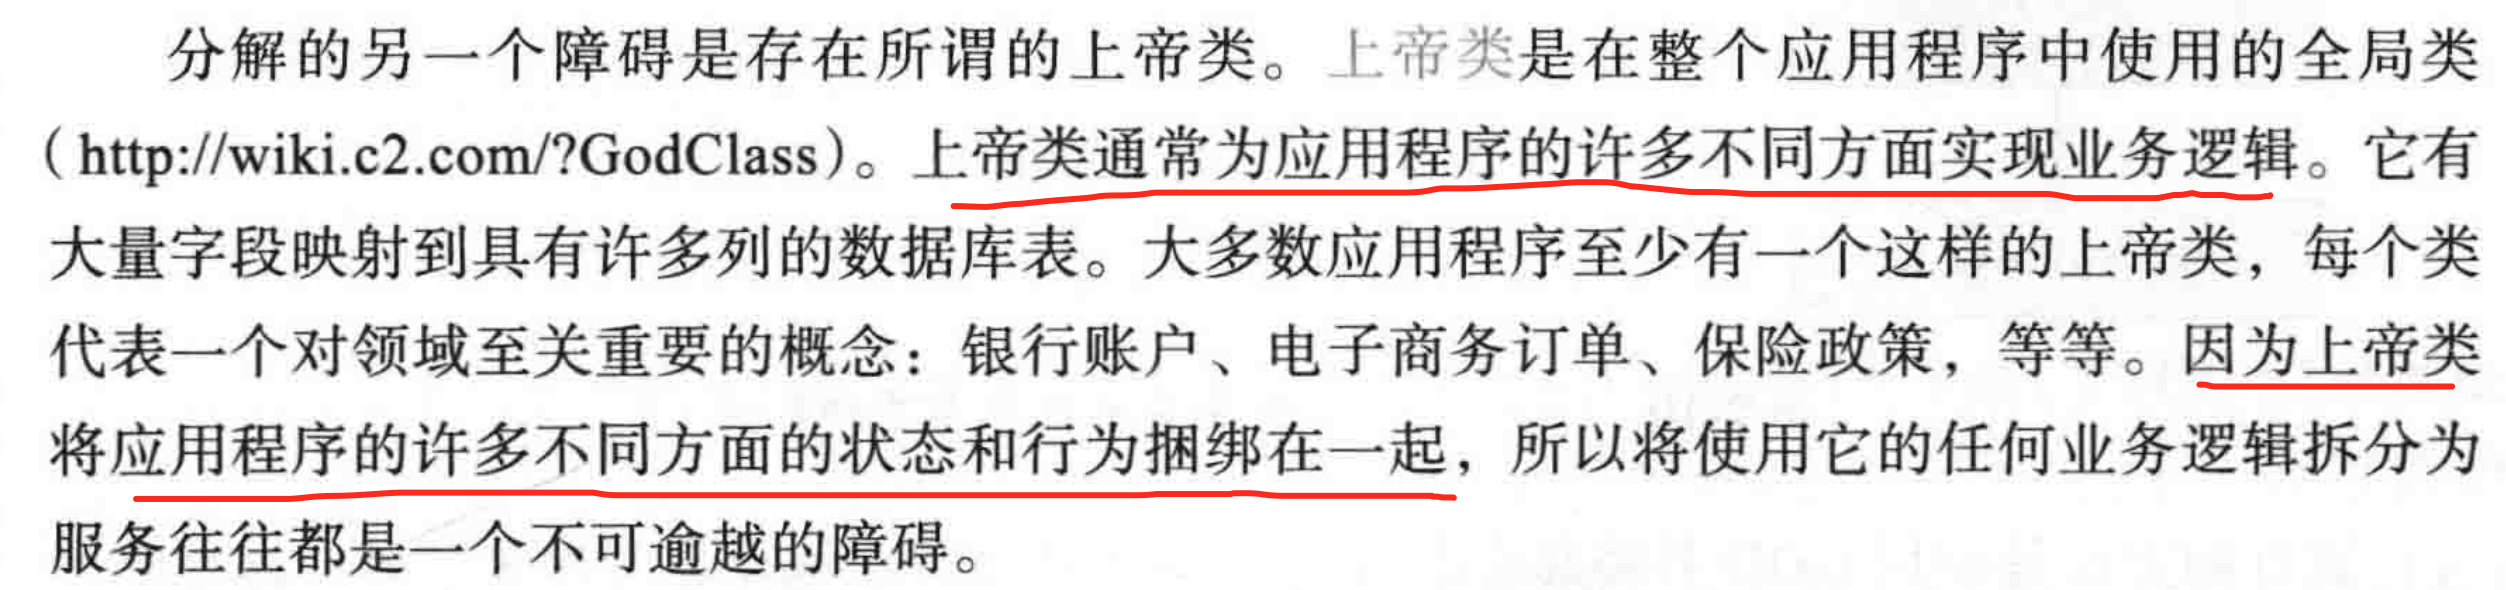 分解的另一个障碍是存在所谓的上帝类。上帝类是在整个应用程序中使用的全局类
（http://wiki.c2.com/?GodClass）。上帝类通常为应用程序的许多不同方面实现业务逻辑。它有
大量字段映射到具有许多列的数据库表。大多数应用程序至少有一个这样的上帝类，每个类
代表一个对领域至关重要的概念：银行账户、电子商务订单、保险政策，等等。因为上帝类
将应用程序的许多不同方面的状态和行为捆绑在一起，所以将使用它的任何业务逻辑拆分为
服务往往都是一个不可逾越的障碍。